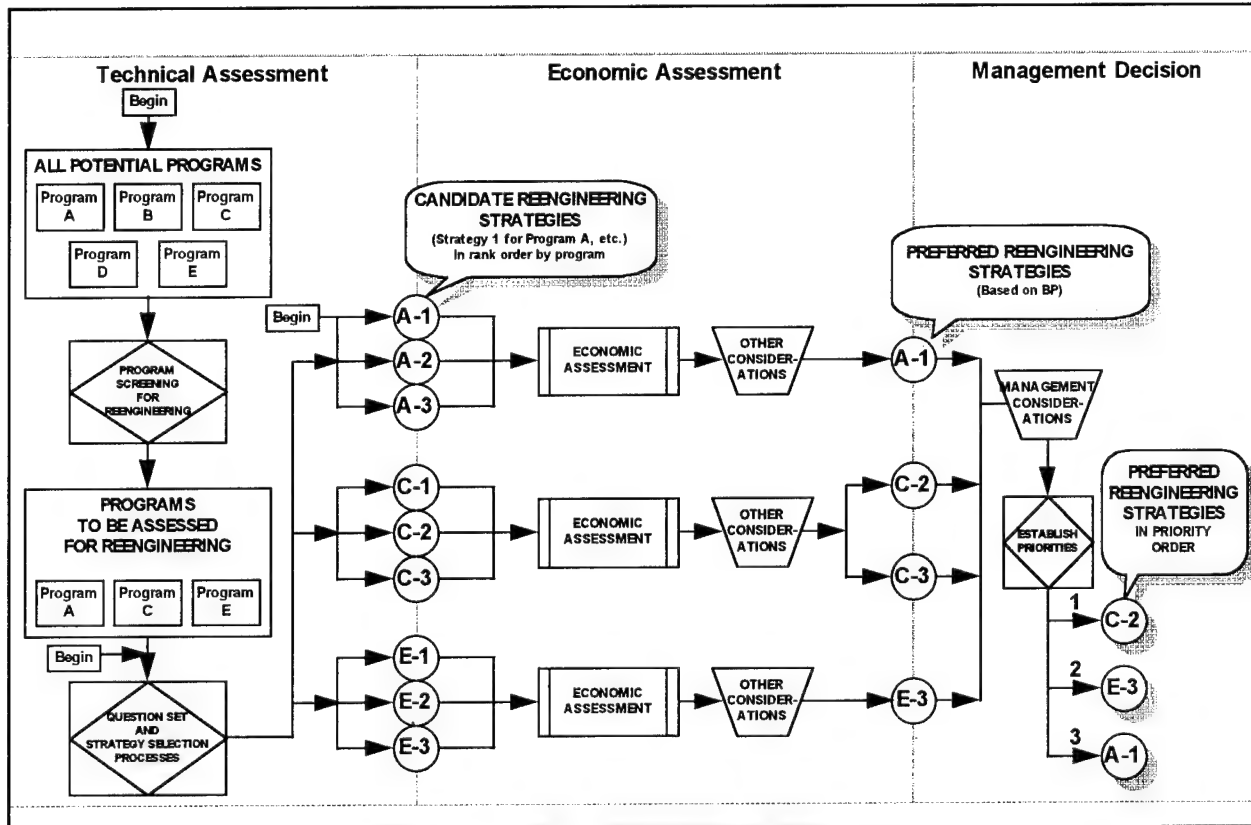 Technical Assessment
Economic Assessment
Management Decision
Begin
ALL POTENTIAL PROGRAMS
Program
A
Program
B
Program
C
Program
D
Program
E
PROGRAM
SCREENING
FOR
REENGINEERING
PROGRAMS
TO BE ASSESSED
FOR REENGINEERING
Program
A
Program
C
Program
E
Begin
QUESTION SET
AND
STRATEGY SELECTION
PROCESSES
CANDIDATE REENGINEERING
STRATEGIES
(Strategy 1 for Program A, etc.)
In rank order by program
Begin
A-1
A-2
A-3
ECONOMIC
ASSESSMENT
OTHER
CONSIDER-
ATIONS
C-1
C-2
C-3
ECONOMIC
ASSESSMENT
OTHER
CONSIDER-
ATIONS
E-1
E-2
E-3
ECONOMIC
ASSESSMENT
OTHER
CONSIDER-
ATIONS
PREFERRED REENGINEERING
STRATEGIES
(Based on BP)
A-1
C-2
C-3
E-3
MANAGEMENT
CONSIDER-
ATIONS
ESTABLISH
PRIORITIES
PREFERRED
REENGINEERING
STRATEGIES
IN PRIORITY
ORDER
1
C-2
2
E-3
3
A-1